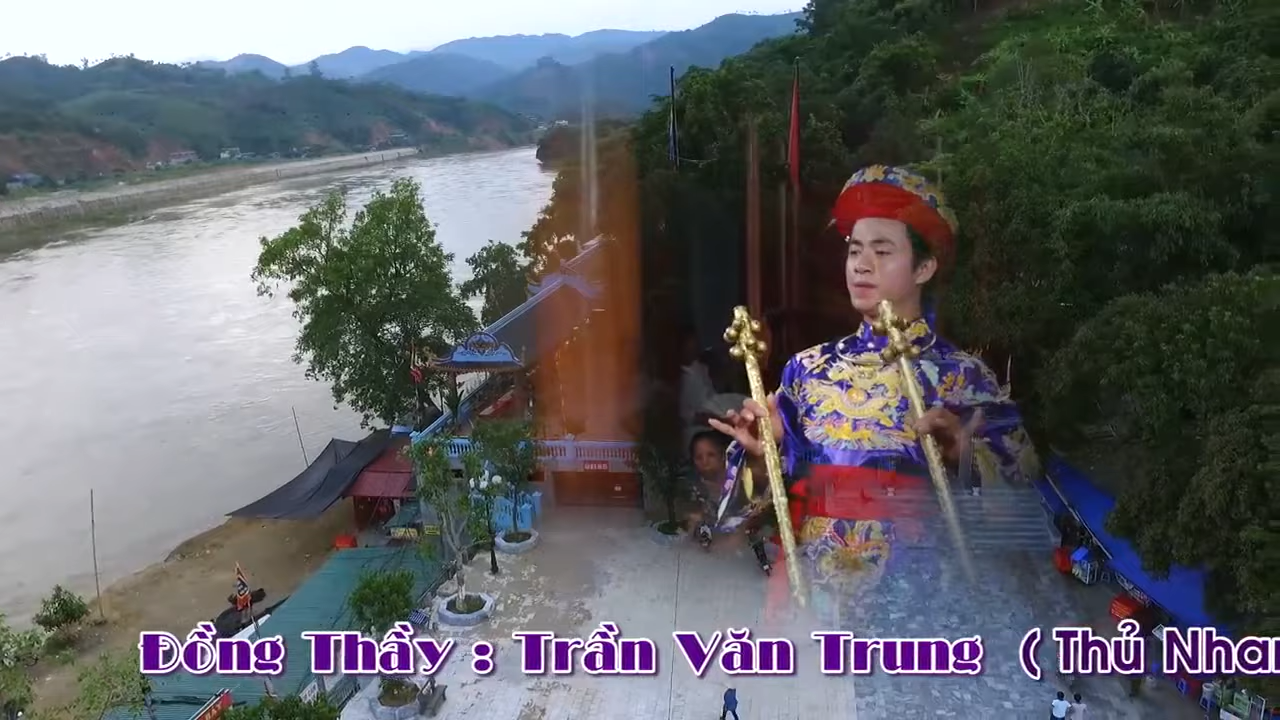 Đồng Thầy : Trần Văn Trung ( Thủ Nhan